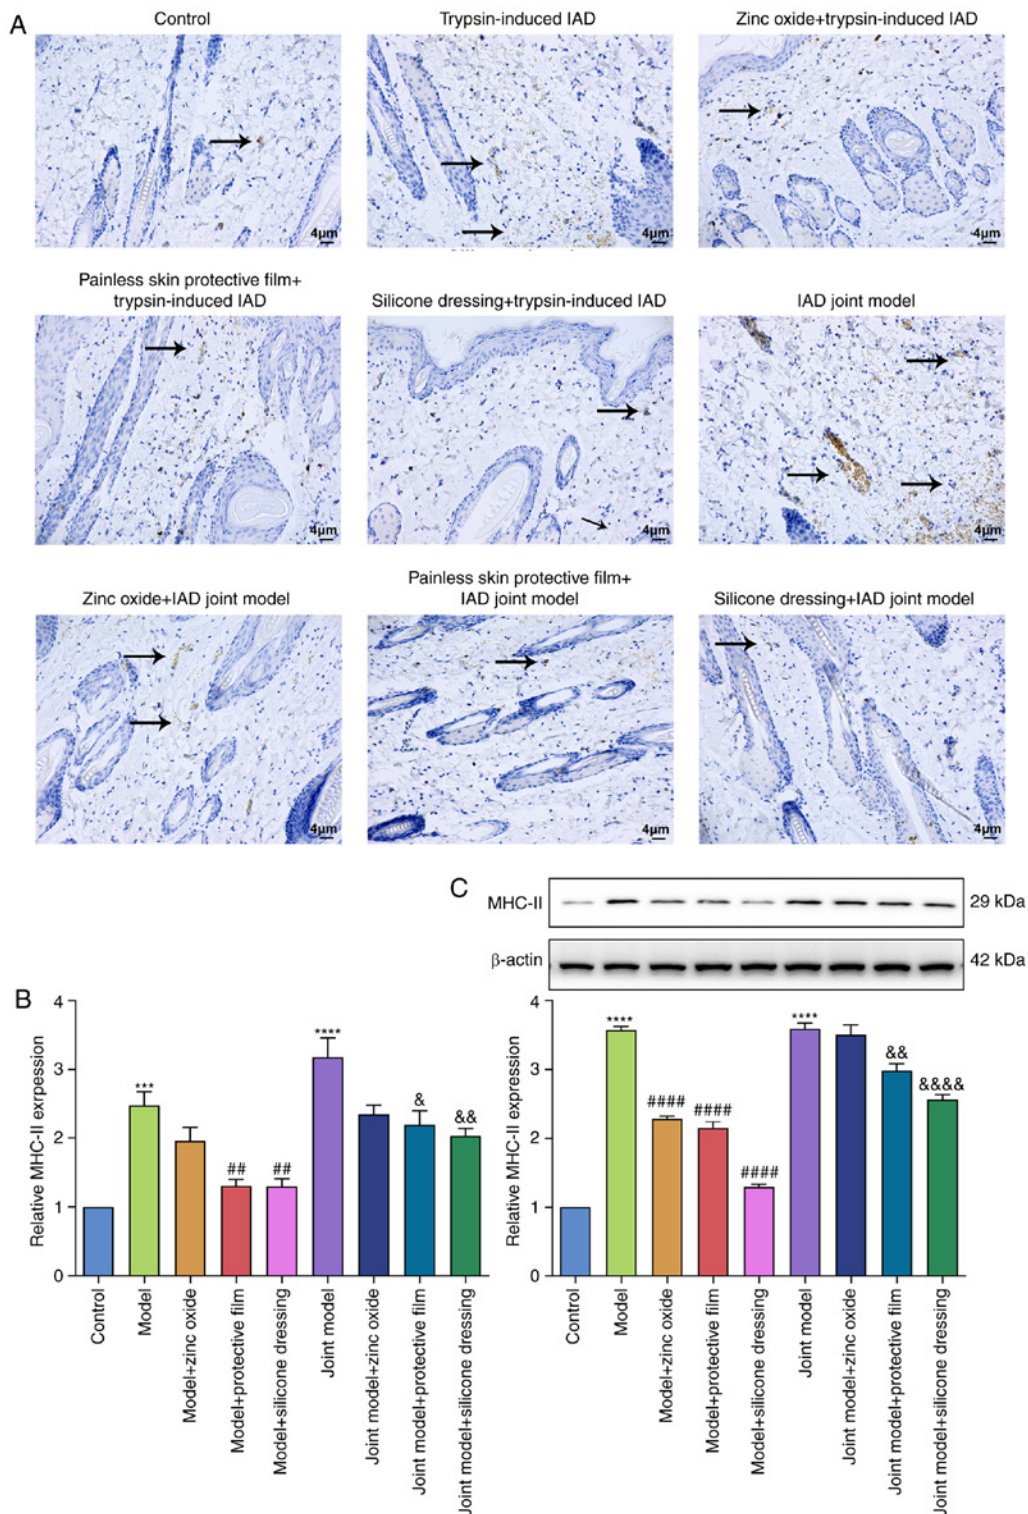 A
Control
Trypsin-induced IAD
Zinc oxide+trypsin-induced IAD
4μm
4μm
4μm
Painless skin protective film+
trypsin-induced IAD
Silicone dressing+trypsin-induced IAD
IAD joint model
4μm
4μm
4μm
Zinc oxide+IAD joint model
Painless skin protective film+
IAD joint model
Silicone dressing+IAD joint model
4μm
4μm
4μm
C
MHC-II
29 kDa
β-actin
42 kDa
B
Relative MHC-II exrpession
4
3
2
1
0
***
##
##
****
&
&&
Control
Model
Model+zinc oxide
Model+protective film
Model+silicone dressing
Joint model
Joint model+zinc oxide
Joint model+protective film
Joint model+silicone dressing
Relative MHC-II expression
4
3
2
1
0
****
####
####
####
****
&&
&&&&
Control
Model
Model+zinc oxide
Model+protective film
Model+silicone dressing
Joint model
Joint model+zinc oxide
Joint model+protective film
Joint model+silicone dressing